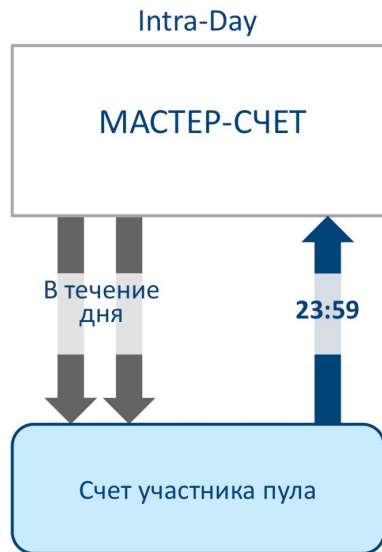 Intra-Day
МАСТЕР-СЧЕТ
В течение
дня
23:59
Счет участника пула